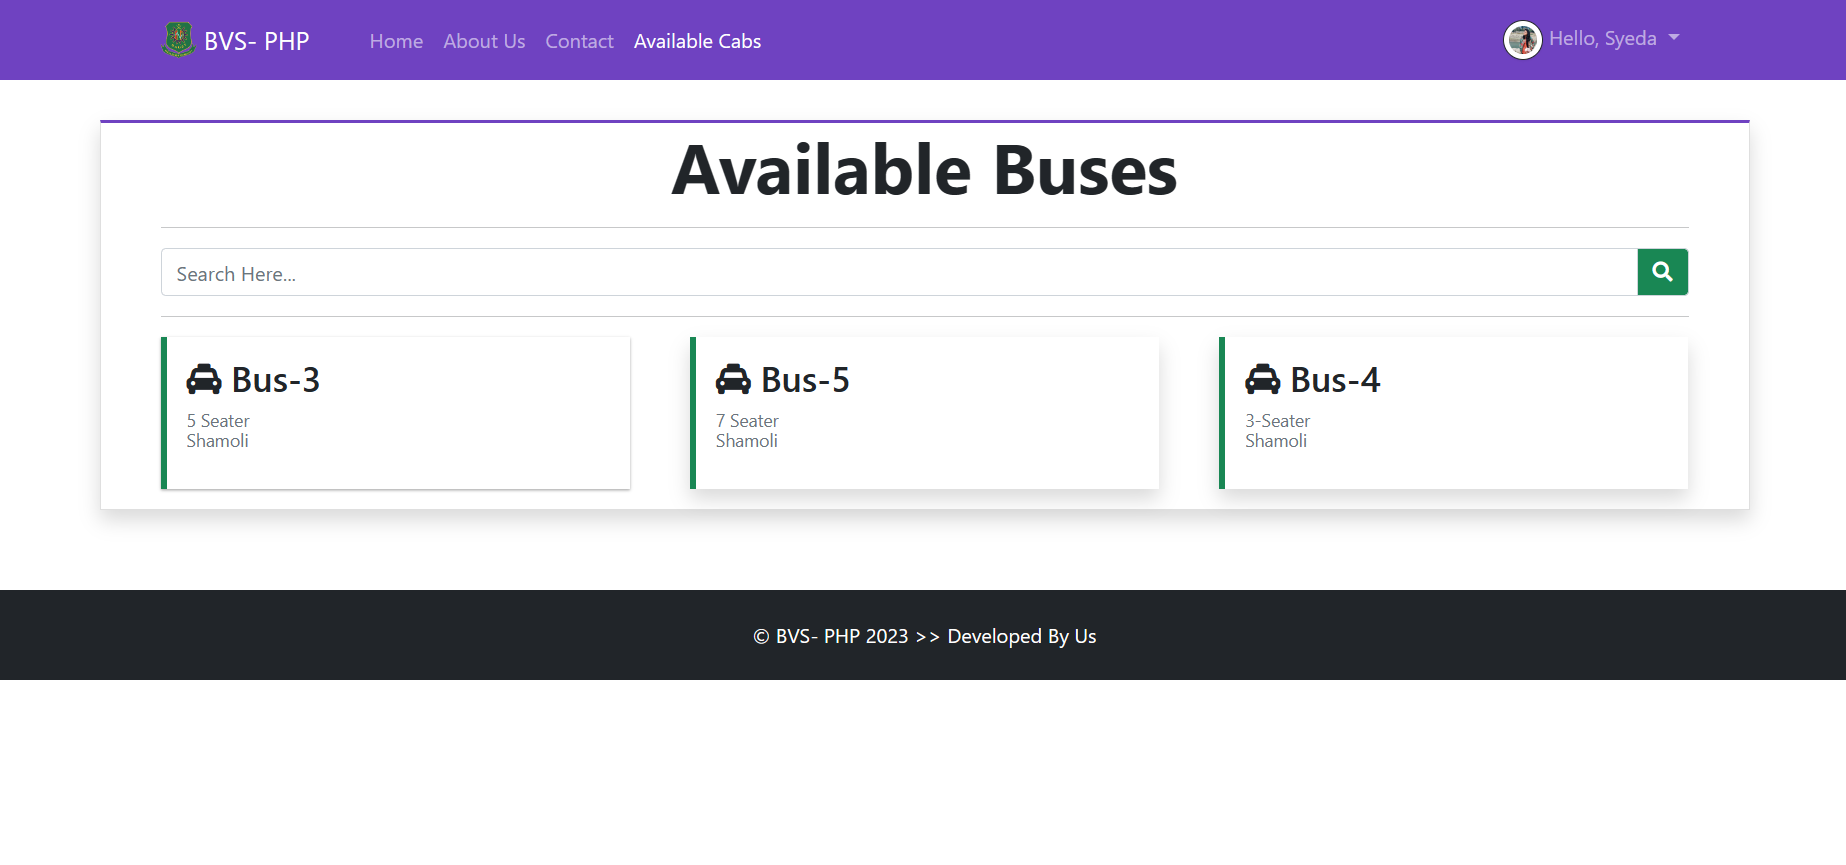 BVS- PHP
Home
About Us
Contact
Available Cabs
Hello, Syeda
Available Buses
Search Here...
Bus-3
5 Seater
Shamoli
Bus-5
7 Seater
Shamoli
Bus-4
3-Seater
Shamoli
© BVS- PHP 2023 >> Developed By Us